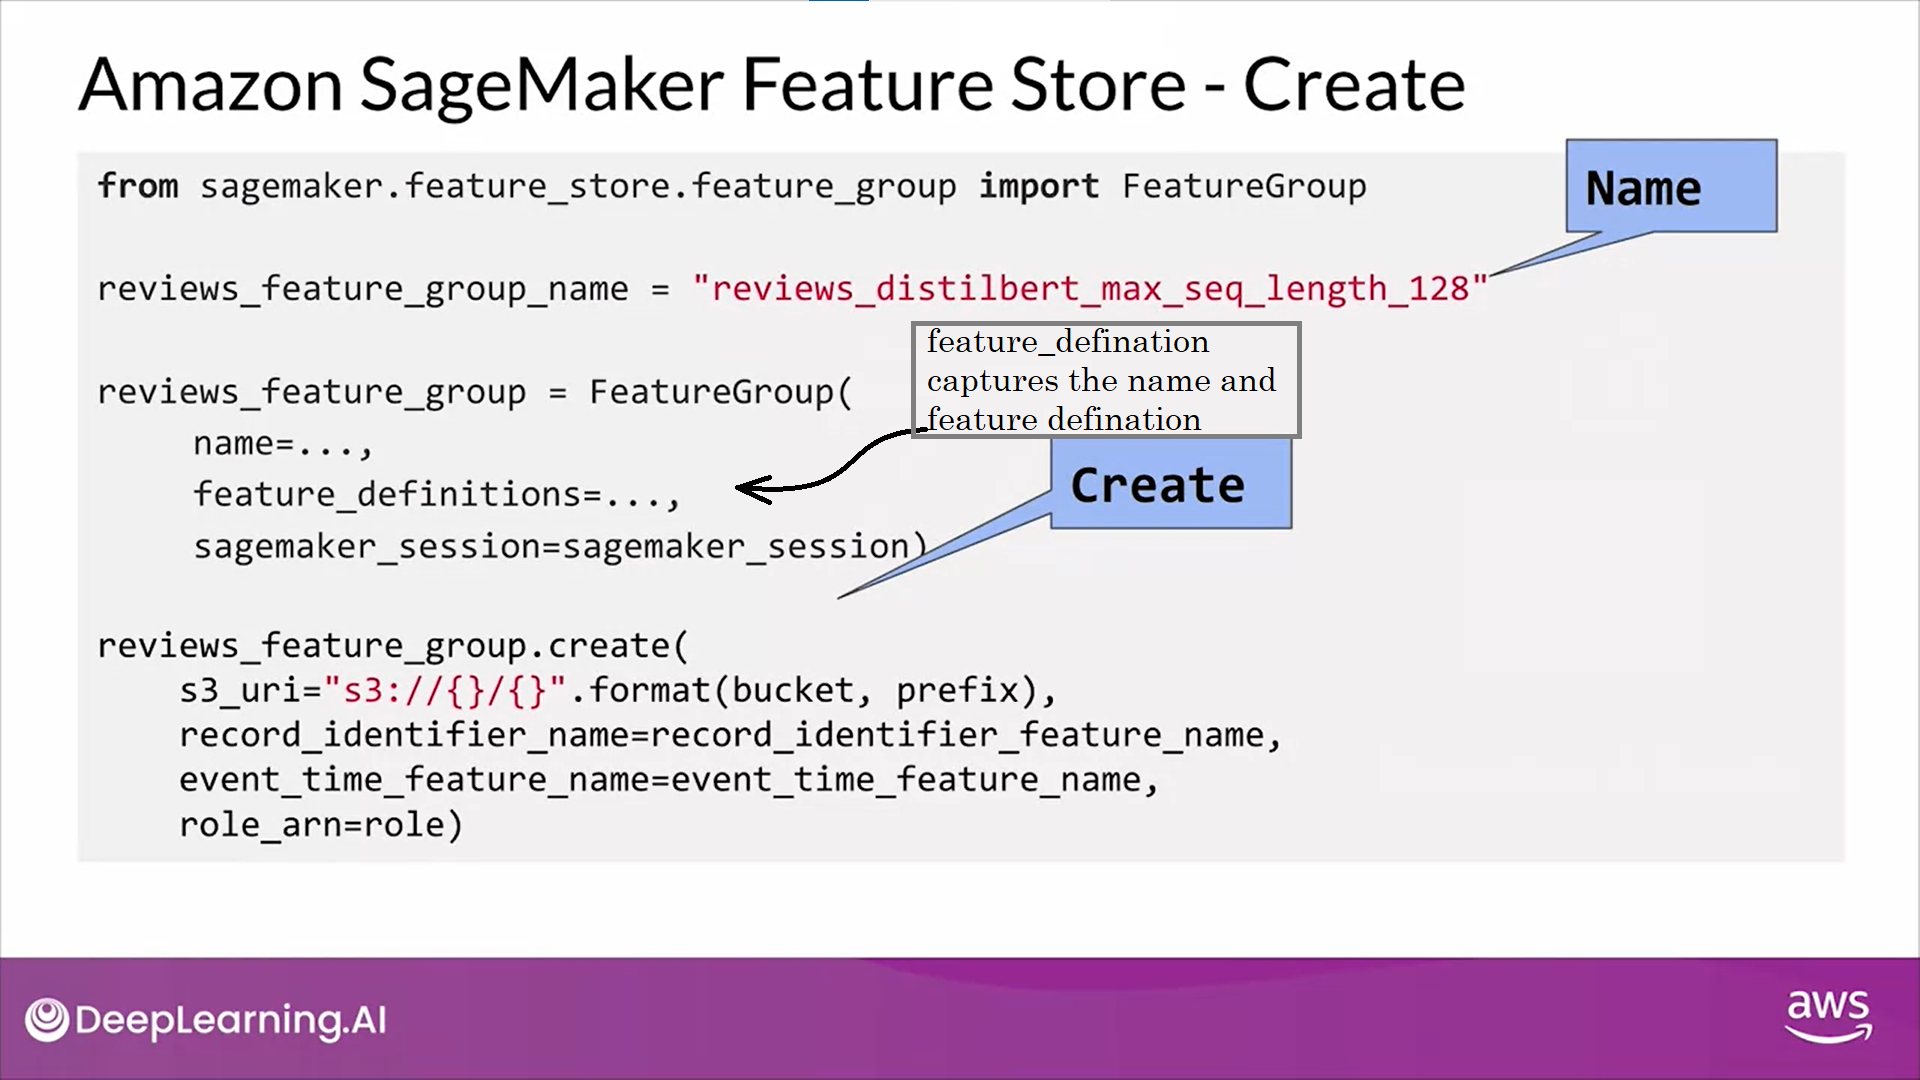 Amazon SageMaker Feature Store - Create
from sagemaker.feature_store.feature_group import FeatureGroup
Name
reviews_feature_group_name = "reviews_distilbert_max_seq_length_128"
feature_defination
captures the name and
feature defination
reviews_feature_group = FeatureGroup(
name=...,
feature_definitions=...,
Create
sagemaker_session=sagemaker_session)
reviews_feature_group.create(
s3_uri="s3://{}/{}".format(bucket, prefix),
record_identifier_name=record_identifier_feature_name,
event_time_feature_name=event_time_feature_name,
role_arn=role)
DeepLearning.AI
aws